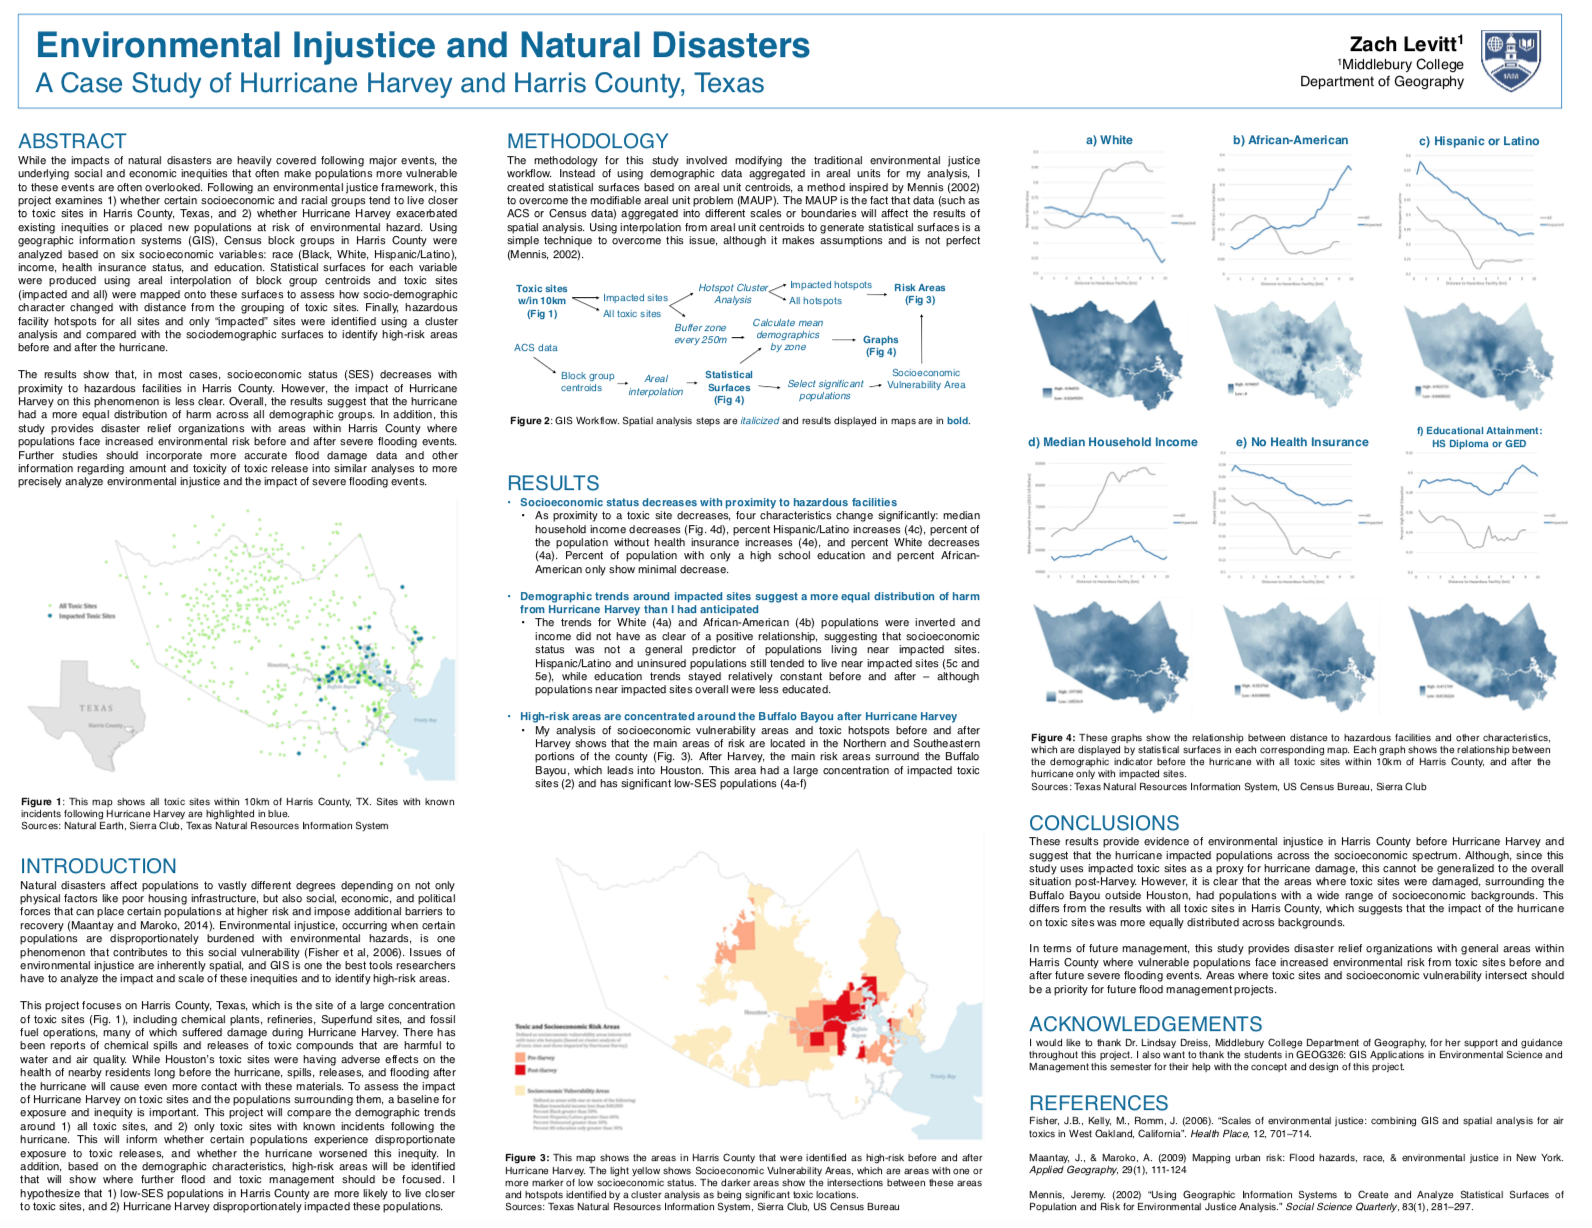 Environmental Injustice and Natural Disasters
A Case Study of Hurricane Harvey and Harris County, Texas
Zach Levitt1
1Middlebury College
Department of Geography
ABSTRACT
While the impacts of natural disasters are heavily covered following major events, the
underlying social and economic inequities that often make populations more vulnerable
to these events are often overlooked. Following an environmental justice framework, this
project examines 1) whether certain socioeconomic and racial groups tend to live closer
to toxic sites in Harris County, Texas, and 2) whether Hurricane Harvey exacerbated
existing inequities or placed new populations at risk of environmental hazard. Using
geographic information systems (GIS), Census block groups in Harris County were
analyzed based on six socioeconomic variables: race (Black, White, Hispanic/Latino),
income, health insurance status, and education. Statistical surfaces for each variable
were produced using areal interpolation of block group centroids and toxic sites
(impacted and all) were mapped onto these surfaces to assess how socio-demographic
character changed with distance from the grouping of toxic sites. Finally, hazardous
facility hotspots for all sites and only “impacted” sites were identified using a cluster
analysis and compared with the sociodemographic surfaces to identify high-risk areas
before and after the hurricane.
The results show that, in most cases, socioeconomic status (SES) decreases with
proximity to hazardous facilities in Harris County. However, the impact of Hurricane
Harvey on this phenomenon is less clear. Overall, the results suggest that the hurricane
had a more equal distribution of harm across all demographic groups. In addition, this
study provides disaster relief organizations with areas within Harris County where
populations face increased environmental risk before and after severe flooding events.
Further studies should incorporate more accurate flood damage data and other
information regarding amount and toxicity of toxic release into similar analyses to more
precisely analyze environmental injustice and the impact of severe flooding events.
All Toxic Sites
Impacted Toxic Sites
Houston
Buffalo Bayou
Trinity Bay
TEXAS
Harris County
Figure 1: This map shows all toxic sites within 10km of Harris County, TX. Sites with known
incidents following Hurricane Harvey are highlighted in blue.
Sources: Natural Earth, Sierra Club, Texas Natural Resources Information System
INTRODUCTION
Natural disasters affect populations to vastly different degrees depending on not only
physical factors like poor housing infrastructure, but also social, economic, and political
forces that can place certain populations at higher risk and impose additional barriers to
recovery (Maantay and Maroko, 2014). Environmental injustice, occurring when certain
populations are disproportionately burdened with environmental hazards, is one
phenomenon that contributes to this social vulnerability (Fisher et al, 2006). Issues of
environmental injustice are inherently spatial, and GIS is one the best tools researchers
have to analyze the impact and scale of these inequities and to identify high-risk areas.
This project focuses on Harris County, Texas, which is the site of a large concentration
of toxic sites (Fig. 1), including chemical plants, refineries, Superfund sites, and fossil
fuel operations, many of which suffered damage during Hurricane Harvey. There has
been reports of chemical spills and releases of toxic compounds that are harmful to
water and air quality. While Houston's toxic sites were having adverse effects on the
health of nearby residents long before the hurricane, spills, releases, and flooding after
the hurricane will cause even more contact with these materials. To assess the impact
of Hurricane Harvey on toxic sites and the populations surrounding them, a baseline for
exposure and inequity is important. This project will compare the demographic trends
around 1) all toxic sites, and 2) only toxic sites with known incidents following the
hurricane. This will inform whether certain populations experience disproportionate
exposure to toxic releases, and whether the hurricane worsened this inequity. In
addition, based on the demographic characteristics, high-risk areas will be identified
that will show where further flood and toxic management should be focused. I
hypothesize that 1) low-SES populations in Harris County are more likely to live closer
to toxic sites, and 2) Hurricane Harvey disproportionately impacted these populations.
METHODOLOGY
The methodology for this study involved modifying the traditional environmental justice
workflow. Instead of using demographic data aggregated in areal units for my analysis, I
created statistical surfaces based on areal unit centroids, a method inspired by Mennis (2002)
to overcome the modifiable areal unit problem (MAUP). The MAUP is the fact that data (such as
ACS or Census data) aggregated into different scales or boundaries will affect the results of
spatial analysis. Using interpolation from areal unit centroids to generate statistical surfaces is a
simple technique to overcome this issue, although it makes assumptions and is not perfect
(Mennis, 2002).
Toxic sites
w/in 10km
(Fig 1)
Impacted sites
All toxic sites
Hotspot Cluster
Analysis
Impacted hotspots
All hotspots
Risk Areas
(Fig 3)
Buffer zone
every 250m
Calculate mean
demographics
by zone
Graphs
(Fig 4)
ACS data
Block group
centroids
Areal
interpolation
Statistical
Surfaces
(Fig 4)
Select significant
populations
Socioeconomic
Vulnerability Area
Figure 2: GIS Workflow. Spatial analysis steps are italicized and results displayed in maps are in bold.
RESULTS
• Socioeconomic status decreases with proximity to hazardous facilities
• As proximity to a toxic site decreases, four characteristics change significantly: median
household income decreases (Fig. 4d), percent Hispanic/Latino increases (4c), percent of
the population without health insurance increases (4e), and percent White decreases
(4a). Percent of population with only a high school education and percent African-
American only show minimal decrease.
• Demographic trends around impacted sites suggest a more equal distribution of harm
from Hurricane Harvey than I had anticipated
• The trends for White (4a) and African-American (4b) populations were inverted and
income did not have as clear of a positive relationship, suggesting that socioeconomic
status was not a general predictor of populations living near impacted sites.
Hispanic/Latino and uninsured populations still tended to live near impacted sites (5c and
5e), while education trends stayed relatively constant before and after – although
populations near impacted sites overall were less educated.
• High-risk areas are concentrated around the Buffalo Bayou after Hurricane Harvey
• My analysis of socioeconomic vulnerability areas and toxic hotspots before and after
Harvey shows that the main areas of risk are located in the Northern and Southeastern
portions of the county (Fig. 3). After Harvey, the main risk areas surround the Buffalo
Bayou, which leads into Houston. This area had a large concentration of impacted toxic
sites (2) and has significant low-SES populations (4a-f)
Houston
Buffalo
Bayou
Trinity Bay
Toxic and Socioeconomic Risk Areas
Pre-Harvey
Post-Harvey
Socioeconomic Vulnerability Areas
Figure 3: This map shows the areas in Harris County that were identified as high-risk before and after
Hurricane Harvey. The light yellow shows Socioeconomic Vulnerability Areas, which are areas with one or
more marker of low socioeconomic status. The darker areas show the intersections between these areas
and hotspots identified by a cluster analysis as being significant toxic locations.
Sources: Texas Natural Resources Information System, Sierra Club, US Census Bureau
a) White
b) African-American
c) Hispanic or Latino
d) Median Household Income
e) No Health Insurance
f) Educational Attainment:
HS Diploma or GED
Figure 4: These graphs show the relationship between distance to hazardous facilities and other characteristics,
which are displayed by statistical surfaces in each corresponding map. Each graph shows the relationship between
the demographic indicator before the hurricane with all toxic sites within 10km of Harris County, and after the
hurricane only with impacted sites.
Sources: Texas Natural Resources Information System, US Census Bureau, Sierra Club
CONCLUSIONS
These results provide evidence of environmental injustice in Harris County before Hurricane Harvey and
suggest that the hurricane impacted populations across the socioeconomic spectrum. Although, since this
study uses impacted toxic sites as a proxy for hurricane damage, this cannot be generalized to the overall
situation post-Harvey. However, it is clear that the areas where toxic sites were damaged, surrounding the
Buffalo Bayou outside Houston, had populations with a wide range of socioeconomic backgrounds. This
differs from the results with all toxic sites in Harris County, which suggests that the impact of the hurricane
on toxic sites was more equally distributed across backgrounds.
In terms of future management, this study provides disaster relief organizations with general areas within
Harris County where vulnerable populations face increased environmental risk from toxic sites before and
after future severe flooding events. Areas where toxic sites and socioeconomic vulnerability intersect should
be a priority for future flood management projects.
ACKNOWLEDGEMENTS
I would like to thank Dr. Lindsay Dreiss, Middlebury College Department of Geography, for her support and guidance
throughout this project. I also want to thank the students in GEOG326: GIS Applications in Environmental Science and
Management this semester for their help with the concept and design of this project.
REFERENCES
Fisher, J.B., Kelly, M., Romm, J. (2006). “Scales of environmental justice: combining GIS and spatial analysis for air
toxics in West Oakland, California”. Health Place, 12, 701–714.
Maantay, J., & Maroko, A. (2009) Mapping urban risk: Flood hazards, race, & environmental justice in New York.
Applied Geography, 29(1), 111-124
Mennis, Jeremy. (2002) “Using Geographic Information Systems to Create and Analyze Statistical Surfaces of
Population and Risk for Environmental Justice Analysis.” Social Science Quarterly, 83(1), 281–297.